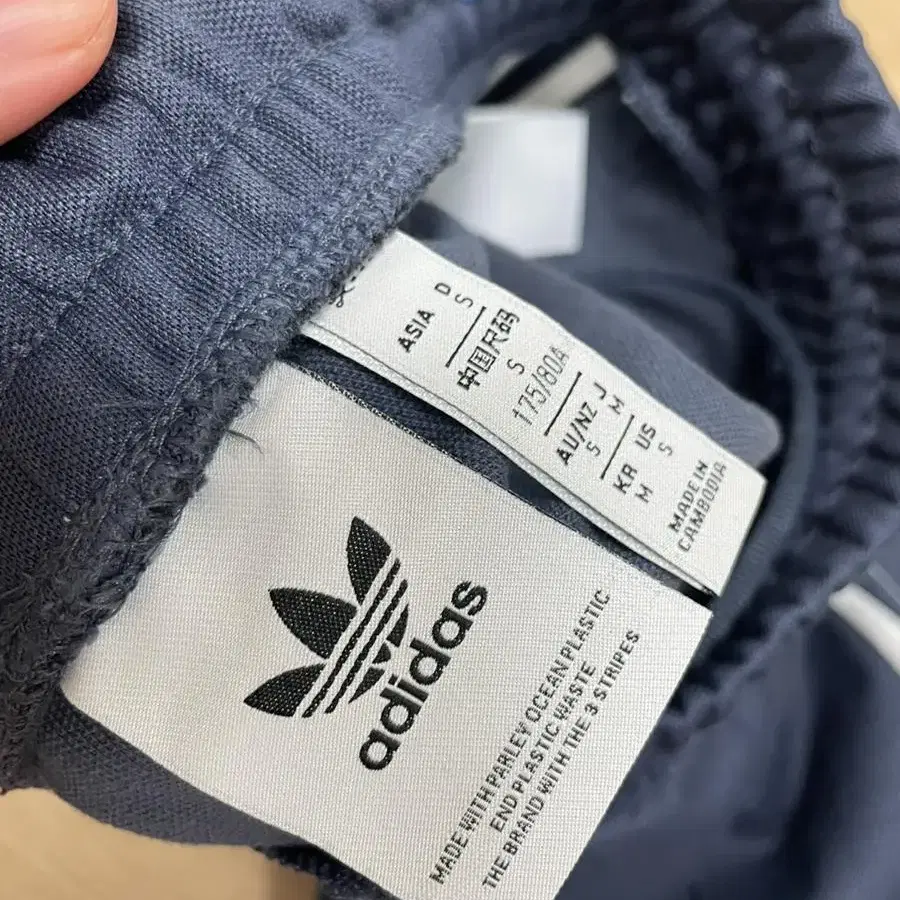 ASIA
D
S
中国尺码
S
175/80A
AU/NZ
S
J
M
KR
M
US
S
MADE IN
CAMBODIA
adidas
MADE WITH PARLEY OCEAN PLASTIC
END PLASTIC WASTE
THE BRAND WITH THE 3 STRIPES